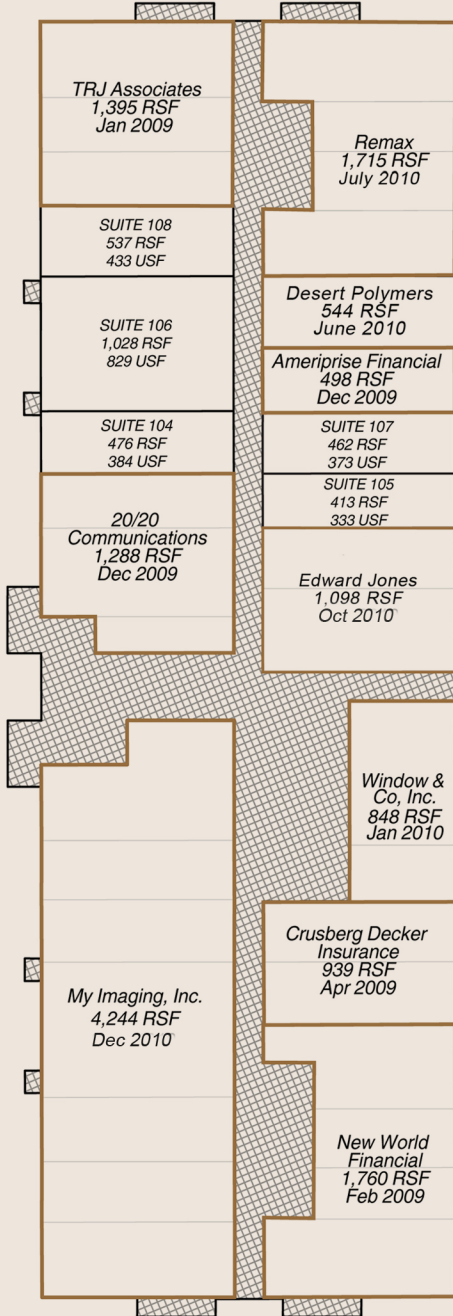 TRJ Associates
1,395 RSF
Jan 2009
Remax
1,715 RSF
July 2010
SUITE 108
537 RSF
433 USF
SUITE 106
1,028 RSF
829 USF
Desert Polymers
544 RSF
June 2010
Ameriprise Financial
498 RSF
Dec 2009
SUITE 104
476 RSF
384 USF
SUITE 107
462 RSF
373 USF
SUITE 105
413 RSF
333 USF
20/20
Communications
1,288 RSF
Dec 2009
Edward Jones
1,098 RSF
Oct 2010
Window &
Co, Inc.
848 RSF
Jan 2010
Crusberg Decker
Insurance
939 RSF
Apr 2009
My Imaging, Inc.
4,244 RSF
Dec 2010
New World
Financial
1,760 RSF
Feb 2009